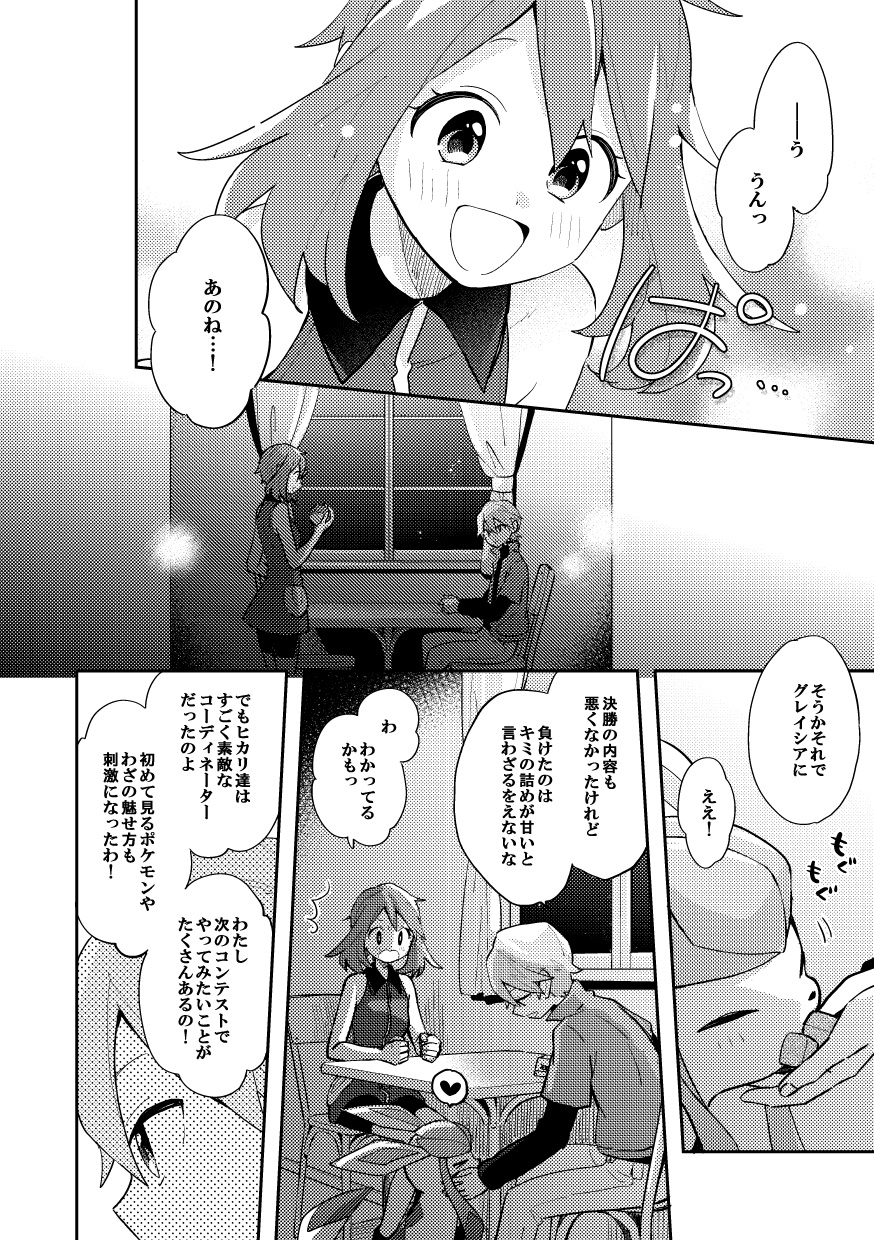 ――う
うんっ
ぱっ…
あのね…！
そうかそれで
グレイシアに
ええ！
もぐ
もぐ
決勝の内容も
悪くなかったけれど
負けたのは
キミの詰めが甘いと
言わざるをえないな
わ
わかってる
かもっ
でもヒカリ達は
すごく素敵な
コーディネーター
だったのよ
初めて見るポケモンや
わざの魅せ方も
刺激になったわ！
わたし
次のコンテストで
やってみたいことが
たくさんあるの！